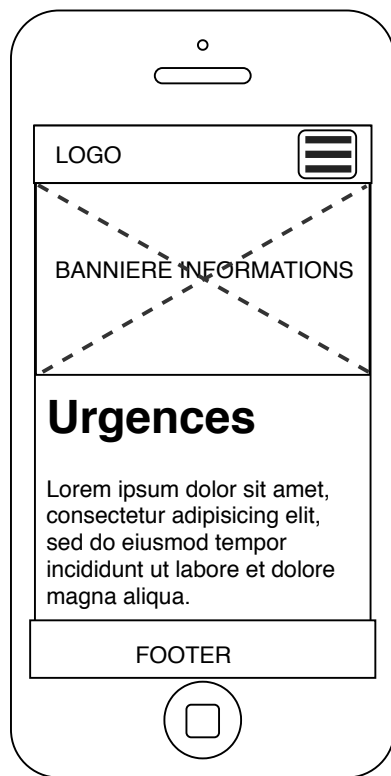 LOGO
BANNIERE INFORMATIONS
Urgences
Lorem ipsum dolor sit amet,
consectetur adipisicing elit,
sed do eiusmod tempor
incididunt ut labore et dolore
magna aliqua.
FOOTER